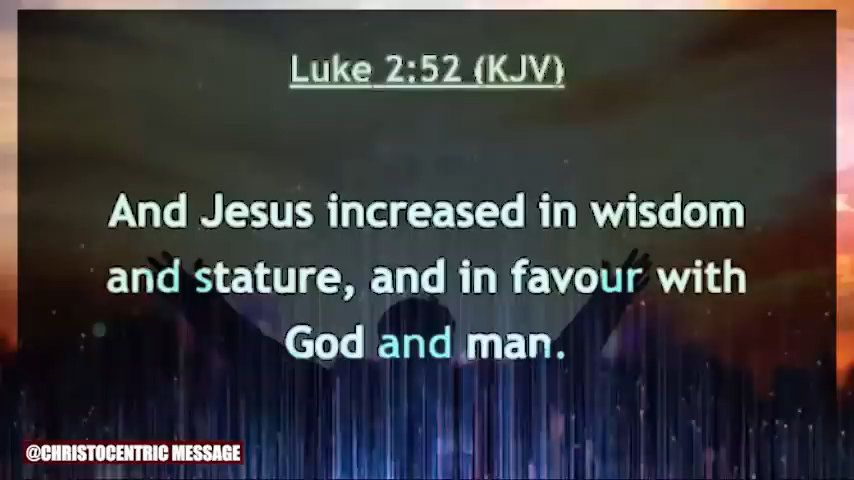 Luke 2:52 (KJV)
And Jesus increased in wisdom
and stature, and in favour with
God and man.
@CHRISTOCENTRIC MESSAGE